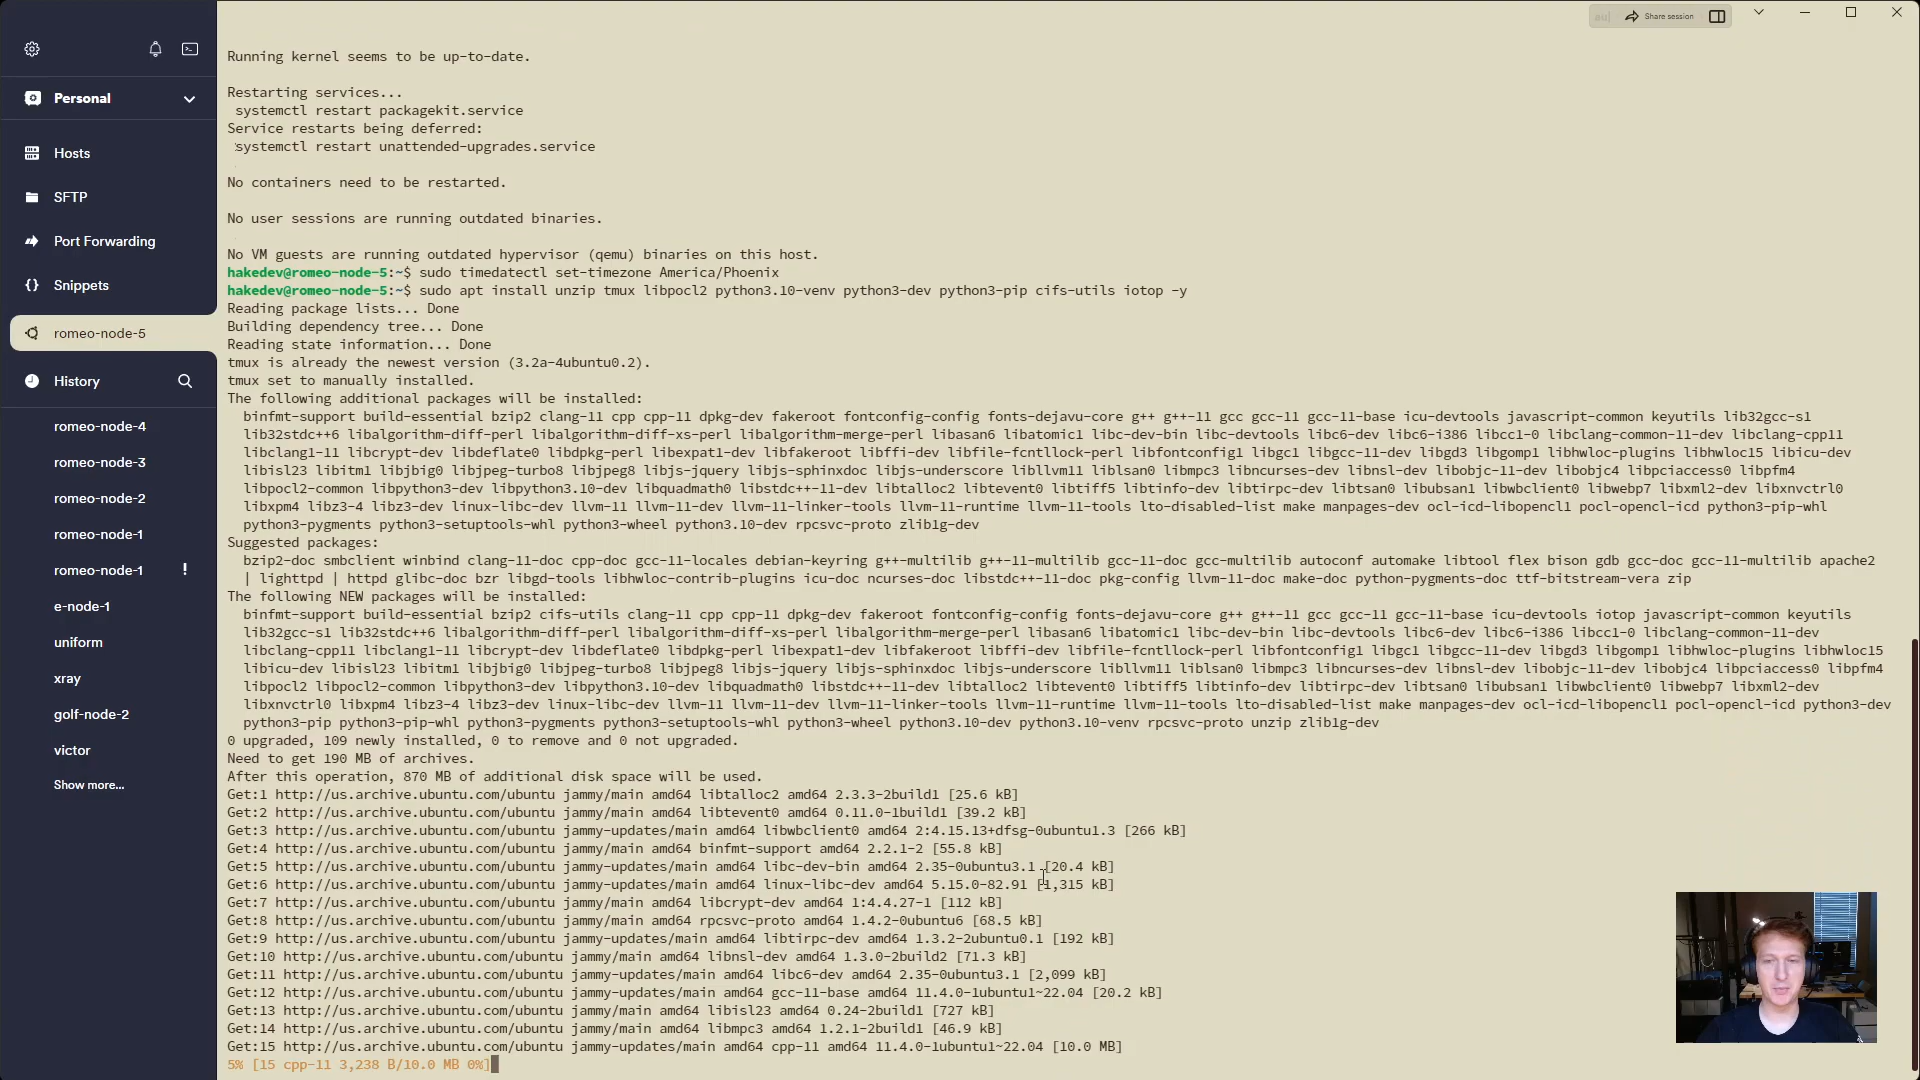 Share session
Personal
Hosts
SFTP
Port Forwarding
{} Snippets
romeo-node-5
History
romeo-node-4
romeo-node-3
romeo-node-2
romeo-node-1
romeo-node-1 !
e-node-1
uniform
xray
golf-node-2
victor
Show more...
Running kernel seems to be up-to-date.
Restarting services...
systemctl restart packagekit.service
Service restarts being deferred:
systemctl restart unattended-upgrades.service
No containers need to be restarted.
No user sessions are running outdated binaries.
No VM guests are running outdated hypervisor (qemu) binaries on this host.
hakedev@romeo-node-5:~$ sudo timedatectl set-timezone America/Phoenix
hakedev@romeo-node-5:~$ sudo apt install unzip tmux libpocl2 python3.10-venv python3-dev python3-pip cifs-utils iotop -y
Reading package lists... Done
Building dependency tree... Done
Reading state information... Done
tmux is already the newest version (3.2a-4ubuntu0.2).
tmux set to manually installed.
The following additional packages will be installed:
binfmt-support build-essential bzip2 clang-11 cpp cpp-11 dpkg-dev fakeroot fontconfig-config fonts-dejavu-core g++ g++-11 gcc gcc-11 gcc-11-base icu-devtools javascript-common keyutils lib32gcc-s1
lib32stdc++6 libalgorithm-diff-perl libalgorithm-diff-xs-perl libalgorithm-merge-perl libasan6 libatomic1 libc-dev-bin libc-devtools libc6-dev libc6-i386 libcc1-0 libclang-common-11-dev libclang-cpp11
libclang1-11 libcrypt-dev libdeflate0 libdpkg-perl libexpat1-dev libfakeroot libffi-dev libfile-fcntllock-perl libfontconfig1 libgc1 libgcc-11-dev libgd3 libgomp1 libhwloc-plugins libhwloc15 libicu-dev
libisl23 libitm1 libjbig0 libjpeg-turbo8 libjpeg8 libjs-jquery libjs-sphinxdoc libjs-underscore libllvm11 liblsan0 libmpc3 libncurses-dev libnsl-dev libobjc-11-dev libobjc4 libpciaccess0 libpfm4
libpocl2-common libpython3-dev libpython3.10-dev libquadmath0 libstdc++-11-dev libtalloc2 libtevent0 libtiff5 libtinfo-dev libtirpc-dev libtsan0 libubsan1 libwbclient0 libwebp7 libxml2-dev libxnvctrl0
libxpm4 libz3-4 libz3-dev linux-libc-dev llvm-11 llvm-11-dev llvm-11-linker-tools llvm-11-runtime llvm-11-tools lto-disabled-list make manpages-dev ocl-icd-libopencl1 pocl-opencl-icd python3-pip-whl
python3-pygments python3-setuptools-whl python3-wheel python3.10-dev rpcsvc-proto zlib1g-dev
Suggested packages:
bzip2-doc smbclient winbind clang-11-doc cpp-doc gcc-11-locales debian-keyring g++-multilib g++-11-multilib gcc-11-doc gcc-multilib autoconf automake libtool flex bison gdb gcc-doc gcc-11-multilib apache2
| lighttpd | httpd glibc-doc bzr libgd-tools libhwloc-contrib-plugins icu-doc ncurses-doc libstdc++-11-doc pkg-config llvm-11-doc make-doc python-pygments-doc ttf-bitstream-vera zip
The following NEW packages will be installed:
binfmt-support build-essential bzip2 cifs-utils clang-11 cpp cpp-11 dpkg-dev fakeroot fontconfig-config fonts-dejavu-core g++ g++-11 gcc gcc-11 gcc-11-base icu-devtools iotop javascript-common keyutils
lib32gcc-s1 lib32stdc++6 libalgorithm-diff-perl libalgorithm-diff-xs-perl libalgorithm-merge-perl libasan6 libatomic1 libc-dev-bin libc-devtools libc6-dev libc6-i386 libcc1-0 libclang-common-11-dev
libclang-cpp11 libclang1-11 libcrypt-dev libdeflate0 libdpkg-perl libexpat1-dev libfakeroot libffi-dev libfile-fcntllock-perl libfontconfig1 libgc1 libgcc-11-dev libgd3 libgomp1 libhwloc-plugins libhwloc15
libicu-dev libisl23 libitm1 libjbig0 libjpeg-turbo8 libjpeg8 libjs-jquery libjs-sphinxdoc libjs-underscore libllvm11 liblsan0 libmpc3 libncurses-dev libnsl-dev libobjc-11-dev libobjc4 libpciaccess0 libpfm4
libpocl2 libpocl2-common libpython3-dev libpython3.10-dev libquadmath0 libstdc++-11-dev libtalloc2 libtevent0 libtiff5 libtinfo-dev libtirpc-dev libtsan0 libubsan1 libwbclient0 libwebp7 libxml2-dev
libxnvctrl0 libxpm4 libz3-4 libz3-dev linux-libc-dev llvm-11 llvm-11-dev llvm-11-linker-tools llvm-11-runtime llvm-11-tools lto-disabled-list make manpages-dev ocl-icd-libopencl1 pocl-opencl-icd python3-dev
python3-pip python3-pip-whl python3-pygments python3-setuptools-whl python3-wheel python3.10-dev python3.10-venv rpcsvc-proto unzip zlib1g-dev
0 upgraded, 109 newly installed, 0 to remove and 0 not upgraded.
Need to get 190 MB of archives.
After this operation, 870 MB of additional disk space will be used.
Get:1 http://us.archive.ubuntu.com/ubuntu jammy/main amd64 libtalloc2 amd64 2.3.3-2build1 [25.6 kB]
Get:2 http://us.archive.ubuntu.com/ubuntu jammy/main amd64 libtevent0 amd64 0.11.0-1build1 [39.2 kB]
Get:3 http://us.archive.ubuntu.com/ubuntu jammy-updates/main amd64 libwbclient0 amd64 2:4.15.13+dfsg-0ubuntu1.3 [266 kB]
Get:4 http://us.archive.ubuntu.com/ubuntu jammy/main amd64 binfmt-support amd64 2.2.1-2 [55.8 kB]
Get:5 http://us.archive.ubuntu.com/ubuntu jammy-updates/main amd64 libc-dev-bin amd64 2.35-0ubuntu3.1 [20.4 kB]
Get:6 http://us.archive.ubuntu.com/ubuntu jammy-updates/main amd64 linux-libc-dev amd64 5.15.0-82.91 [1,315 kB]
Get:7 http://us.archive.ubuntu.com/ubuntu jammy/main amd64 libcrypt-dev amd64 1:4.4.27-1 [112 kB]
Get:8 http://us.archive.ubuntu.com/ubuntu jammy/main amd64 rpcsvc-proto amd64 1.4.2-0ubuntu6 [68.5 kB]
Get:9 http://us.archive.ubuntu.com/ubuntu jammy-updates/main amd64 libtirpc-dev amd64 1.3.2-2ubuntu0.1 [192 kB]
Get:10 http://us.archive.ubuntu.com/ubuntu jammy/main amd64 libnsl-dev amd64 1.3.0-2build2 [71.3 kB]
Get:11 http://us.archive.ubuntu.com/ubuntu jammy-updates/main amd64 libc6-dev amd64 2.35-0ubuntu3.1 [2,099 kB]
Get:12 http://us.archive.ubuntu.com/ubuntu jammy-updates/main amd64 gcc-11-base amd64 11.4.0-1ubuntu1~22.04 [20.2 kB]
Get:13 http://us.archive.ubuntu.com/ubuntu jammy/main amd64 libisl23 amd64 0.24-2build1 [727 kB]
Get:14 http://us.archive.ubuntu.com/ubuntu jammy/main amd64 libmpc3 amd64 1.2.1-2build1 [46.9 kB]
Get:15 http://us.archive.ubuntu.com/ubuntu jammy-updates/main amd64 cpp-11 amd64 11.4.0-1ubuntu1~22.04 [10.0 MB]
5% [15 cpp-11 3,238 B/10.0 MB 0%]